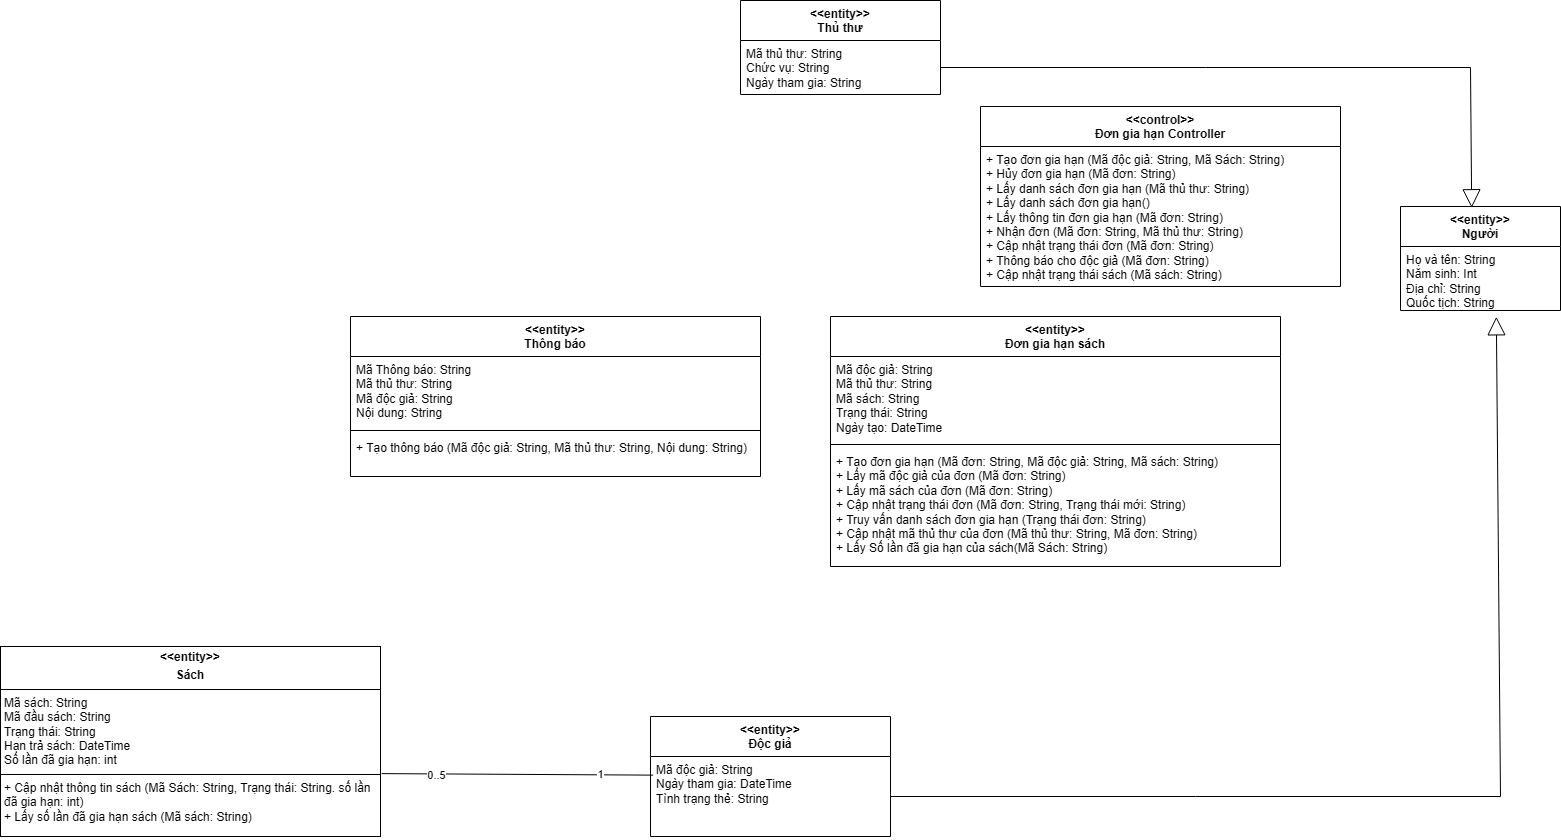 <<entity>>
Thủ thư
Mã thủ thư: String
Chức vụ: String
Ngày tham gia: String
<<control>>
Đơn gia hạn Controller
+ Tạo đơn gia hạn (Mã độc giả: String, Mã Sách: String)
+ Hủy đơn gia hạn (Mã đơn: String)
+ Lấy danh sách đơn gia hạn (Mã thủ thư: String)
+ Lấy danh sách đơn gia hạn()
+ Lấy thông tin đơn gia hạn (Mã đơn: String)
+ Nhận đơn (Mã đơn: String, Mã thủ thư: String)
+ Cập nhật trạng thái đơn (Mã đơn: String)
+ Thông báo cho độc giả (Mã đơn: String)
+ Cập nhật trạng thái sách (Mã sách: String)
<<entity>>
Người
Họ và tên: String
Năm sinh: Int
Địa chỉ: String
Quốc tịch: String
<<entity>>
Thông báo
Mã Thông báo: String
Mã thủ thư: String
Mã độc giả: String
Nội dung: String
+ Tạo thông báo (Mã độc giả: String, Mã thủ thư: String, Nội dung: String)
<<entity>>
Đơn gia hạn sách
Mã độc giả: String
Mã thủ thư: String
Mã sách: String
Trạng thái: String
Ngày tạo: DateTime
+ Tạo đơn gia hạn (Mã đơn: String, Mã độc giả: String, Mã sách: String)
+ Lấy mã độc giả của đơn (Mã đơn: String)
+ Lấy mã sách của đơn (Mã đơn: String)
+ Cập nhật trạng thái đơn (Mã đơn: String, Trạng thái mới: String)
+ Truy vấn danh sách đơn gia hạn (Trạng thái đơn: String)
+ Cập nhật mã thủ thư của đơn (Mã thủ thư: String, Mã đơn: String)
+ Lấy Số lần đã gia hạn của sách(Mã Sách: String)
<<entity>>
Sách
Mã sách: String
Mã đầu sách: String
Trạng thái: String
Hạn trả sách: DateTime
Số lần đã gia hạn: int
+ Cập nhật thông tin sách (Mã Sách: String, Trạng thái: String. số lần
đã gia hạn: int)
+ Lấy số lần đã gia hạn sách (Mã sách: String)
0..5
1
<<entity>>
Độc giả
Mã độc giả: String
Ngày tham gia: DateTime
Tình trạng thẻ: String